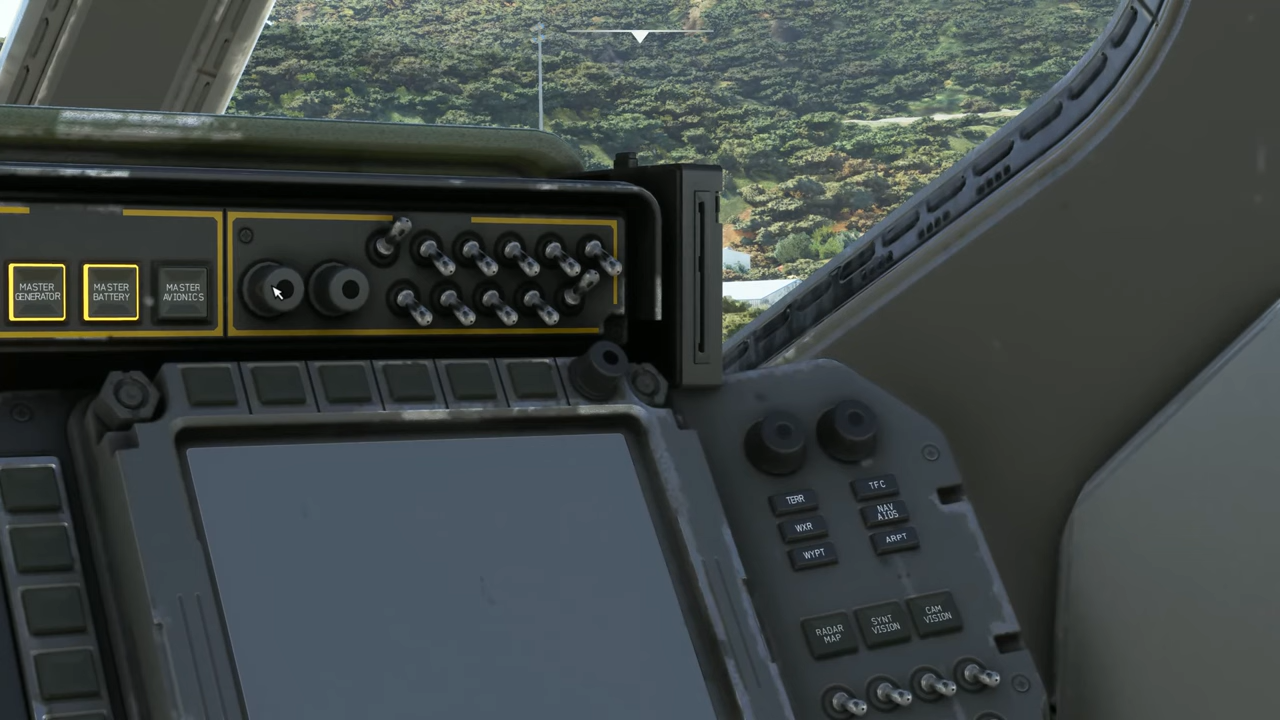 MASTER
GENERATOR
MASTER
BATTERY
MASTER
AVIONICS
TERR
WXR
WYPT
TFC
NAV
AIDS
ARPT
RADAR
MAP
SYNT
VISION
CAM
VISION